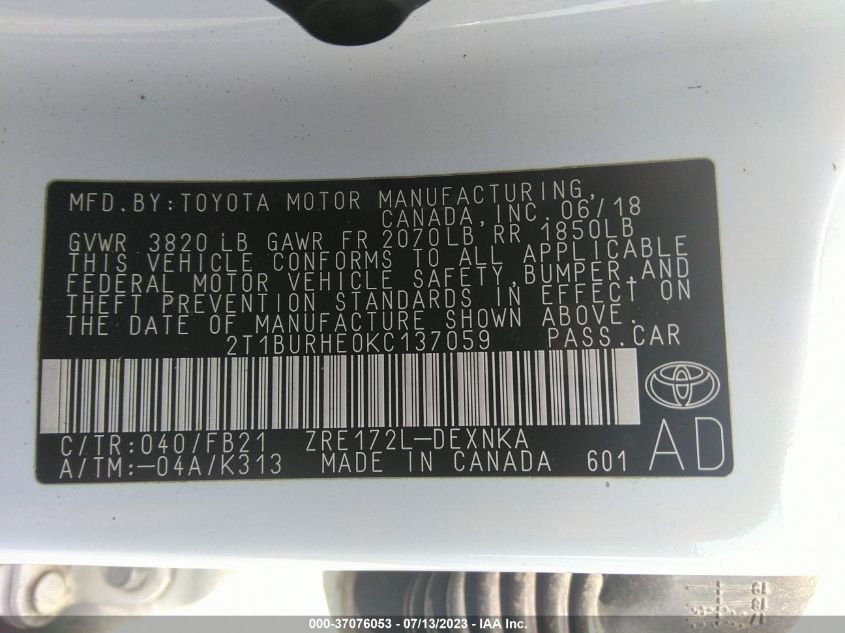 MFD.BY:TOYOTA MOTOR MANUFACTURING,
CANADA, INC. 06/18
GVWR 3820 LB GAWR FR 2070LB RR 1850LB
THIS VEHICLE CONFORMS TO ALL APPLICABLE
FEDERAL MOTOR VEHICLE SAFETY, BUMPER, AND
THEFT PREVENTION STANDARDS IN EFFECT ON
THE DATE OF MANUFACTURE SHOWN ABOVE.
2T1BURHE0KC137059 PASS.CAR
C/TR:040/FB21 ZRE172L-DEXNKA
A/TM:-04A/K313 MADE IN CANADA 601 AD
000-37076053 - 07/13/2023 - IAA Inc.